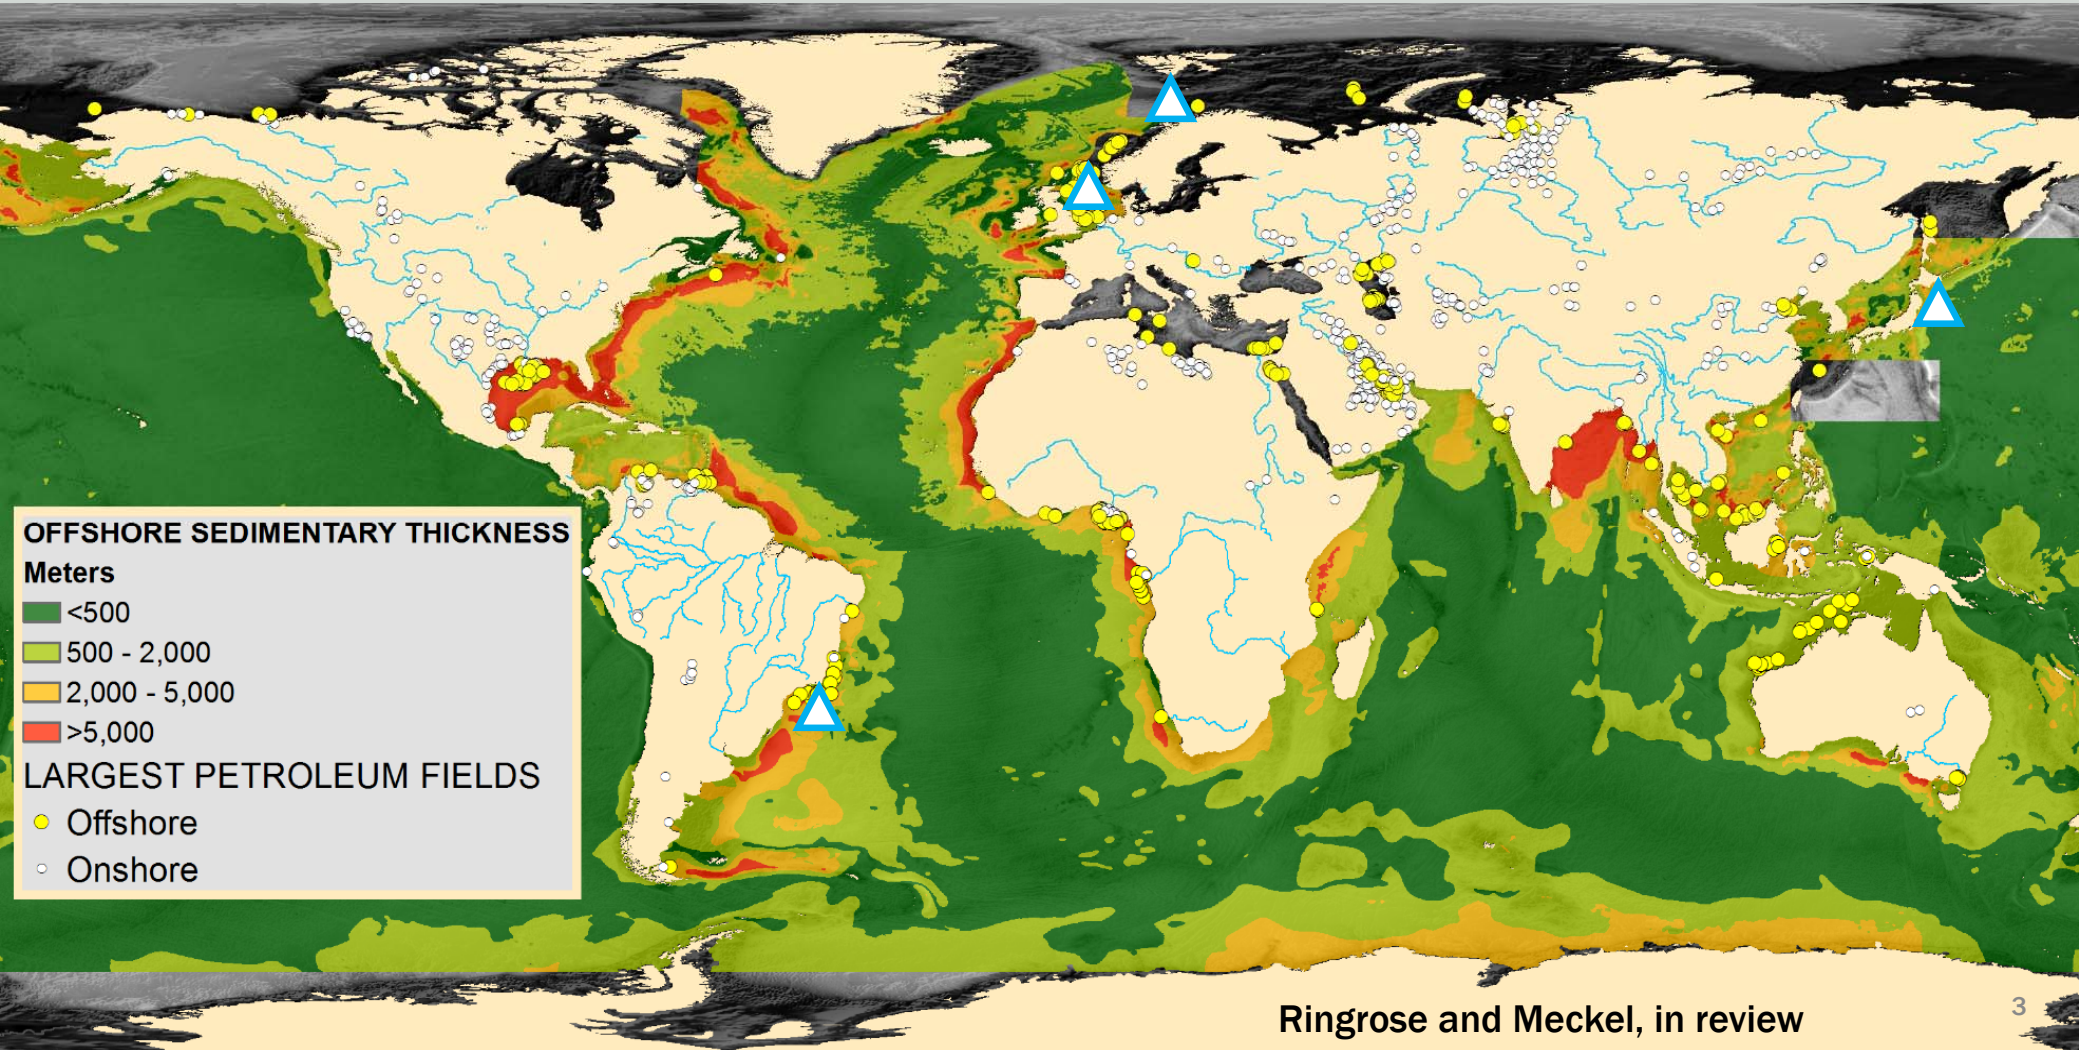 OFFSHORE SEDIMENTARY THICKNESS
Meters
<500
500 - 2,000
2,000 - 5,000
>5,000
LARGEST PETROLEUM FIELDS
Offshore
Onshore
Ringrose and Meckel, in review
3